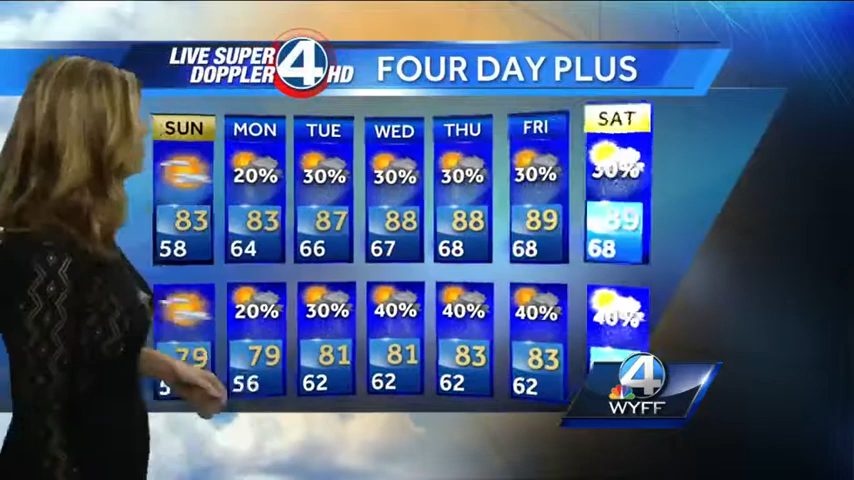 LIVE SUPER DOPPLER 4 HD
FOUR DAY PLUS
SUN MON TUE WED THU FRI SAT
20% 30% 30% 30% 30% 30%
83 83 87 88 88 89 89
58 64 66 67 68 68 68
20% 30% 40% 40% 40% 40%
79 79 81 81 83 83
56 62 62 62 62
4
WYFF